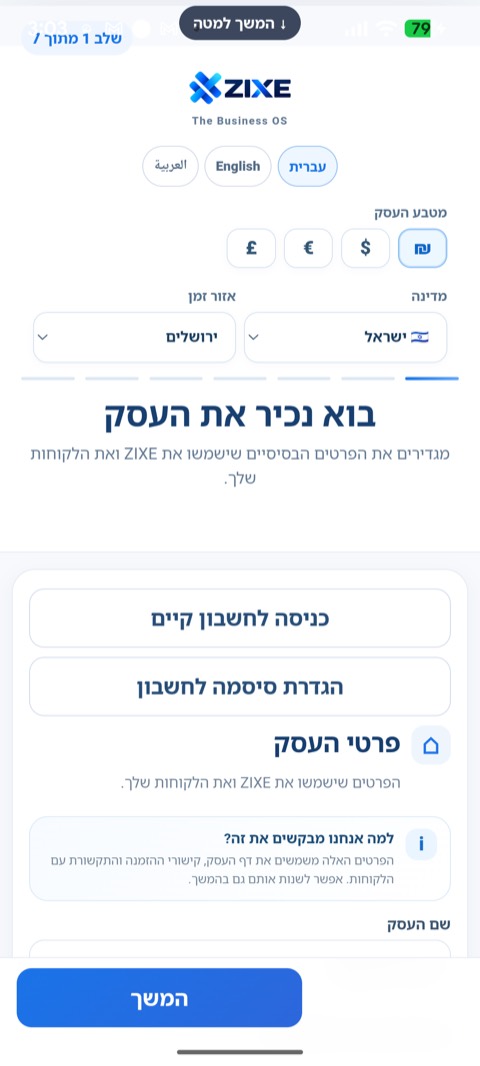 ↓ המשך למטה
79
שלב 1 מתוך 7
ZIXE
The Business OS
עברית
English
العربية
מטבע העסק
₪
$
€
£
מדינה
אזור זמן
🇮🇱 ישראל
ירושלים
בוא נכיר את העסק
מגדירים את הפרטים הבסיסיים שישמשו את ZIXE ואת הלקוחות
שלך.
כניסה לחשבון קיים
הגדרת סיסמה לחשבון
פרטי העסק
הפרטים שישמשו את ZIXE ואת הלקוחות שלך.
למה אנחנו מבקשים את זה?
הפרטים האלה משמשים את דף העסק, קישורי ההזמנה והתקשורת עם
הלקוחות. אפשר לשנות אותם גם בהמשך.
שם העסק
המשך